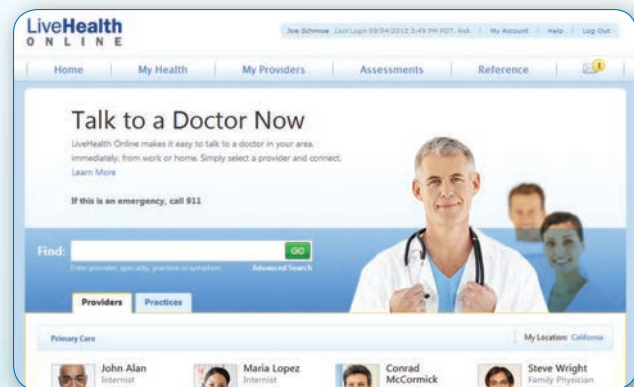 LiveHealth
ONLINE
Joe Schmoe Last Login 09/04/2012 5:49 PM PDT, Web My Account Help Log Out
Home My Health My Providers Assessments Reference 1
Talk to a Doctor Now
LiveHealth Online makes it easy to talk to a doctor in your area,
immediately, from work or home. Simply select a provider and connect.
Learn More
If this is an emergency, call 911
Find: GO
Enter provider, specialty, practice or symptom Advanced Search
Providers Practices
Primary Care My Location: California
John Alan Maria Lopez Conrad Steve Wright
Internist Internist McCormick Family Physician